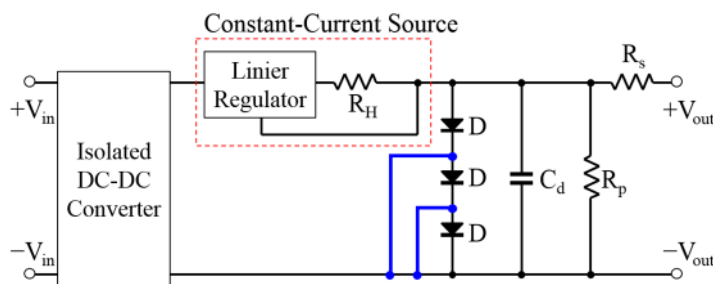 Constant-Current Source
Linier
Regulator
R_H
R_s
+V_in
+V_out
Isolated
DC-DC
Converter
D
D
D
C_d
R_p
−V_in
−V_out